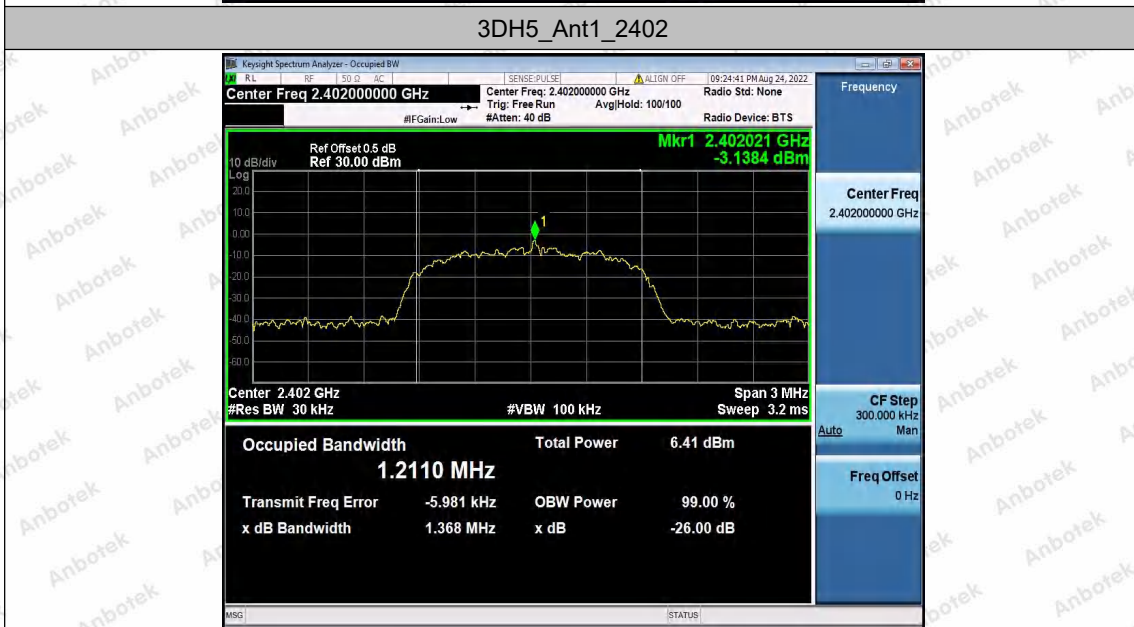 3DH5_Ant1_2402
Keysight Spectrum Analyzer - Occupied BW
RL RF 50 Ω AC SENSE:PULSE ALIGN OFF 09:24:41 PM Aug 24, 2022
Center Freq 2.402000000 GHz
Center Freq: 2.402000000 GHz Radio Std: None
Trig: Free Run Avg|Hold: 100/100
#IFGain:Low #Atten: 40 dB Radio Device: BTS
Frequency
Ref Offset 0.5 dB Mkr1 2.402021 GHz
10 dB/div Ref 30.00 dBm -3.1384 dBm
Log
20.0
10.0
0.00
-10.0
-20.0
-30.0
-40.0
-50.0
-60.0
1
Center 2.402 GHz Span 3 MHz
#Res BW 30 kHz #VBW 100 kHz Sweep 3.2 ms
Center Freq
2.402000000 GHz
CF Step
300.000 kHz
Auto Man
Freq Offset
0 Hz
Occupied Bandwidth Total Power 6.41 dBm
1.2110 MHz
Transmit Freq Error -5.981 kHz OBW Power 99.00 %
x dB Bandwidth 1.368 MHz x dB -26.00 dB
MSG STATUS
Anbotek